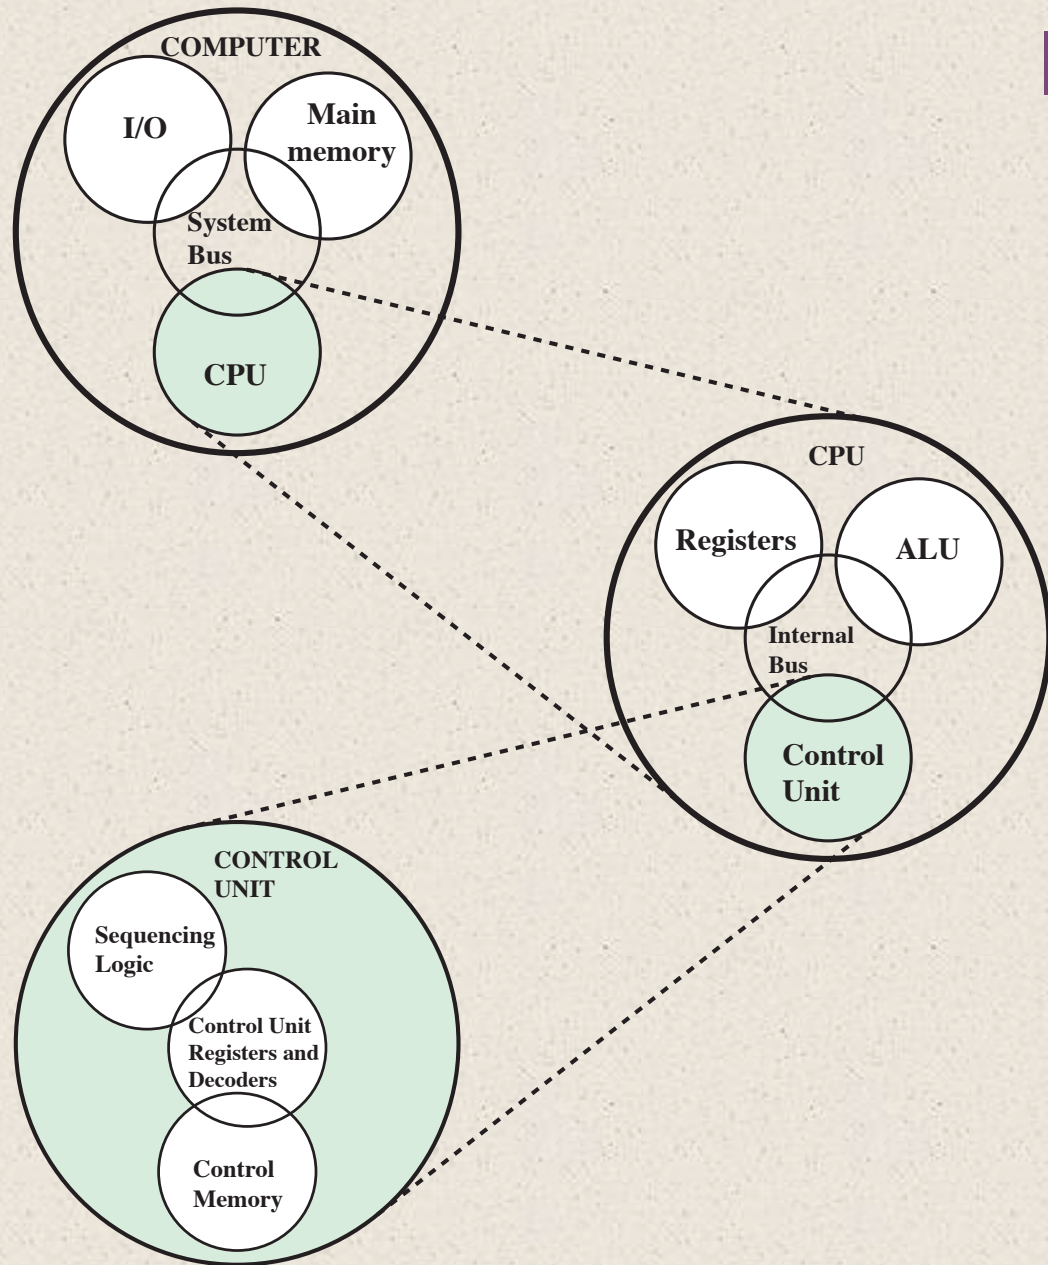 COMPUTER
I/O
Main
memory
System
Bus
CPU
CPU
Registers
ALU
Internal
Bus
Control
Unit
CONTROL
UNIT
Sequencing
Logic
Control Unit
Registers and
Decoders
Control
Memory